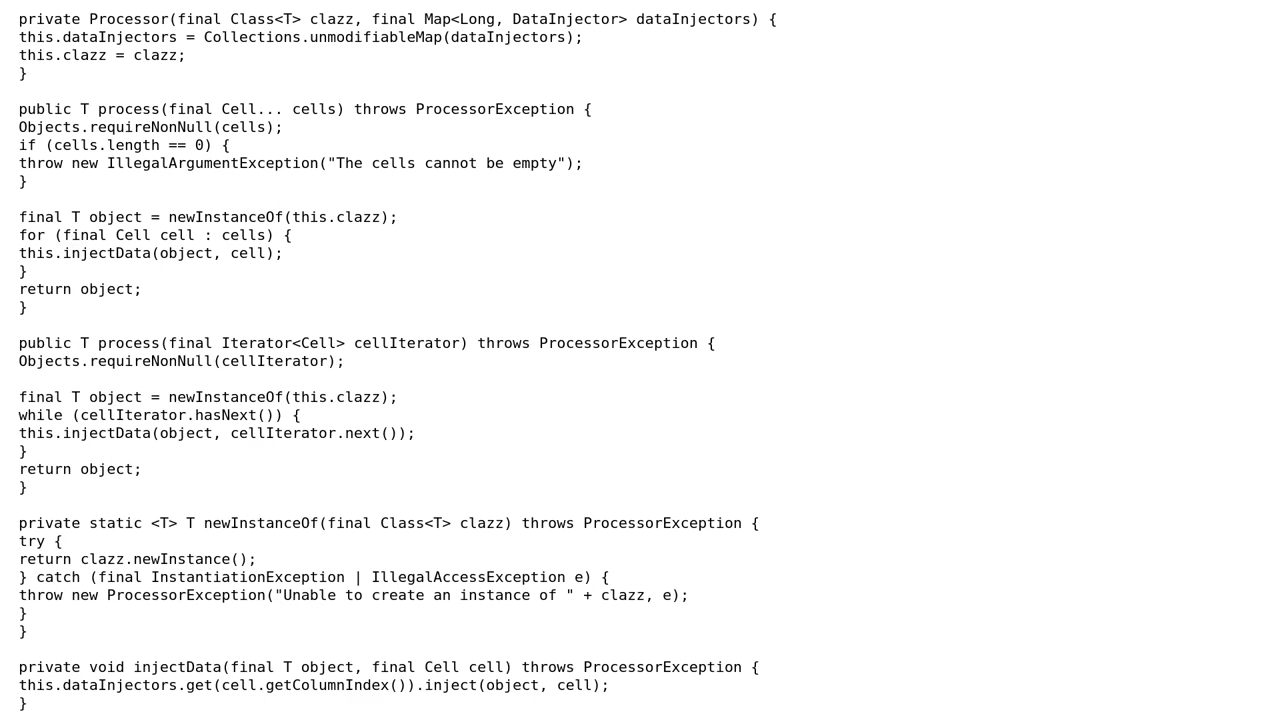 private Processor(final Class<T> clazz, final Map<Long, DataInjector> dataInjectors) {
this.dataInjectors = Collections.unmodifiableMap(dataInjectors);
this.clazz = clazz;
}

public T process(final Cell... cells) throws ProcessorException {
Objects.requireNonNull(cells);
if (cells.length == 0) {
throw new IllegalArgumentException("The cells cannot be empty");
}

final T object = newInstanceOf(this.clazz);
for (final Cell cell : cells) {
this.injectData(object, cell);
}
return object;
}

public T process(final Iterator<Cell> cellIterator) throws ProcessorException {
Objects.requireNonNull(cellIterator);

final T object = newInstanceOf(this.clazz);
while (cellIterator.hasNext()) {
this.injectData(object, cellIterator.next());
}
return object;
}

private static <T> T newInstanceOf(final Class<T> clazz) throws ProcessorException {
try {
return clazz.newInstance();
} catch (final InstantiationException | IllegalAccessException e) {
throw new ProcessorException("Unable to create an instance of " + clazz, e);
}
}

private void injectData(final T object, final Cell cell) throws ProcessorException {
this.dataInjectors.get(cell.getColumnIndex()).inject(object, cell);
}